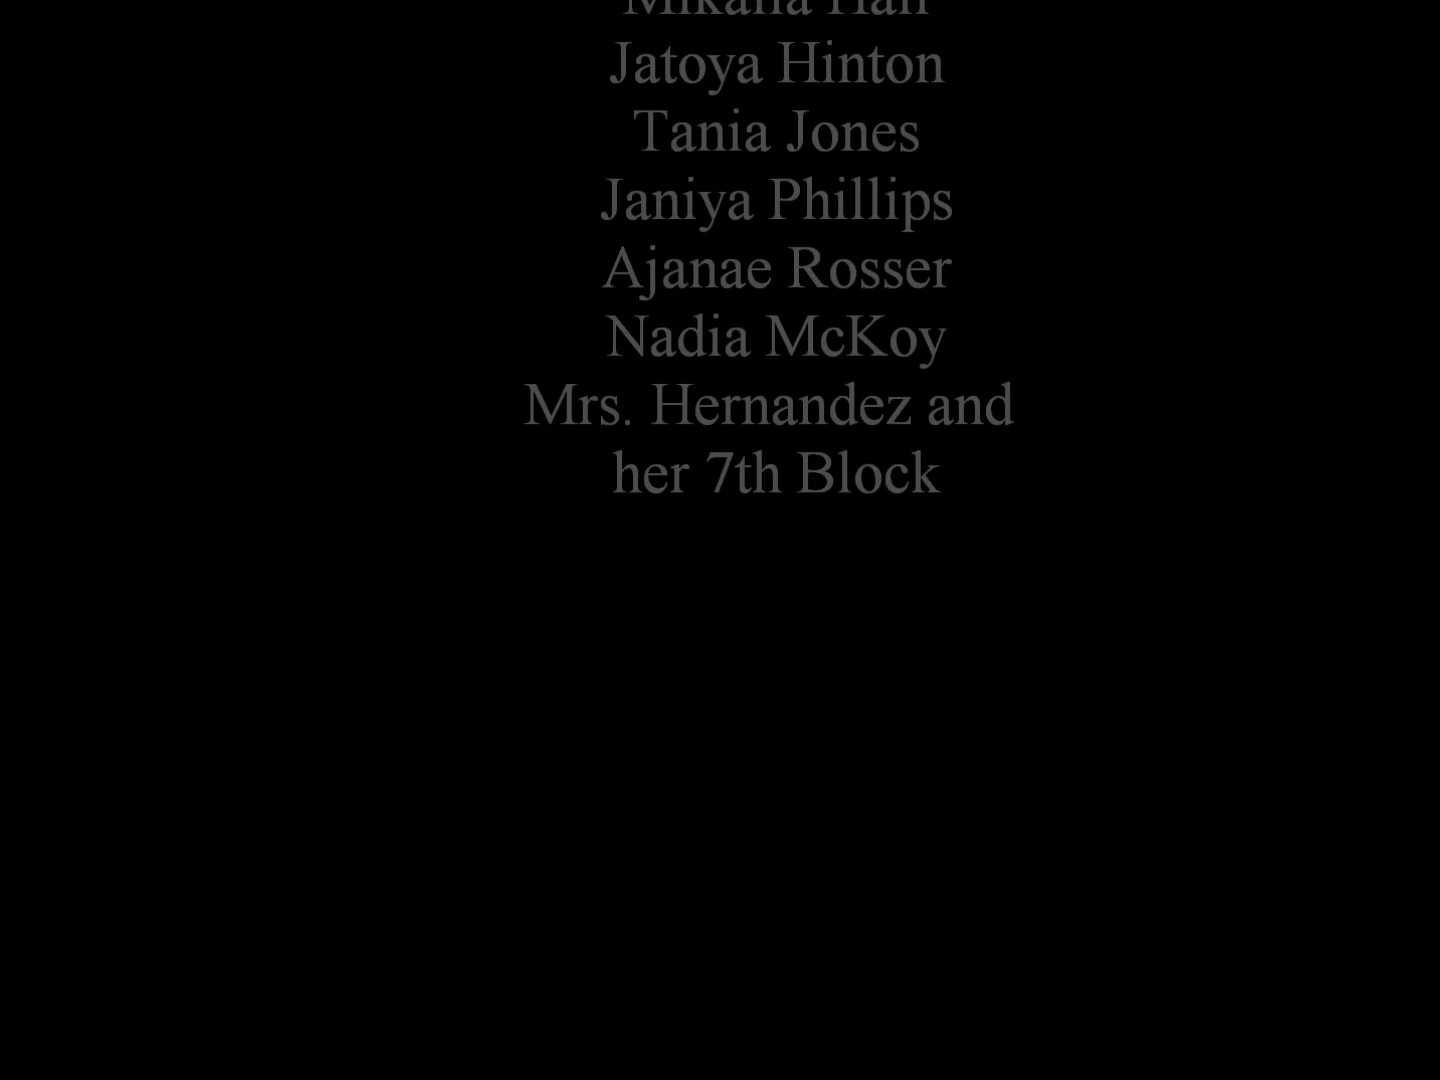 Jatoya Hinton
Tania Jones
Janiya Phillips
Ajanae Rosser
Nadia McKoy
Mrs. Hernandez and
her 7th Block